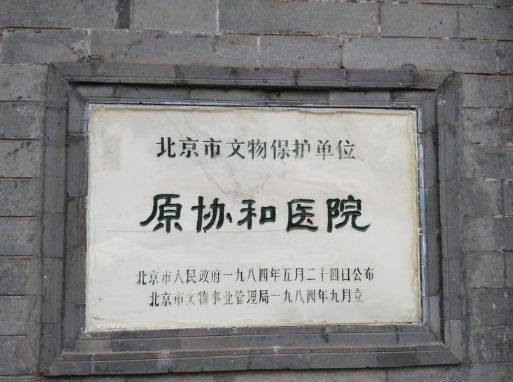 北京市文物保护单位
原协和医院
北京市人民政府一九八四年五月二十四日公布
北京市文物事业管理局一九八四年九月立